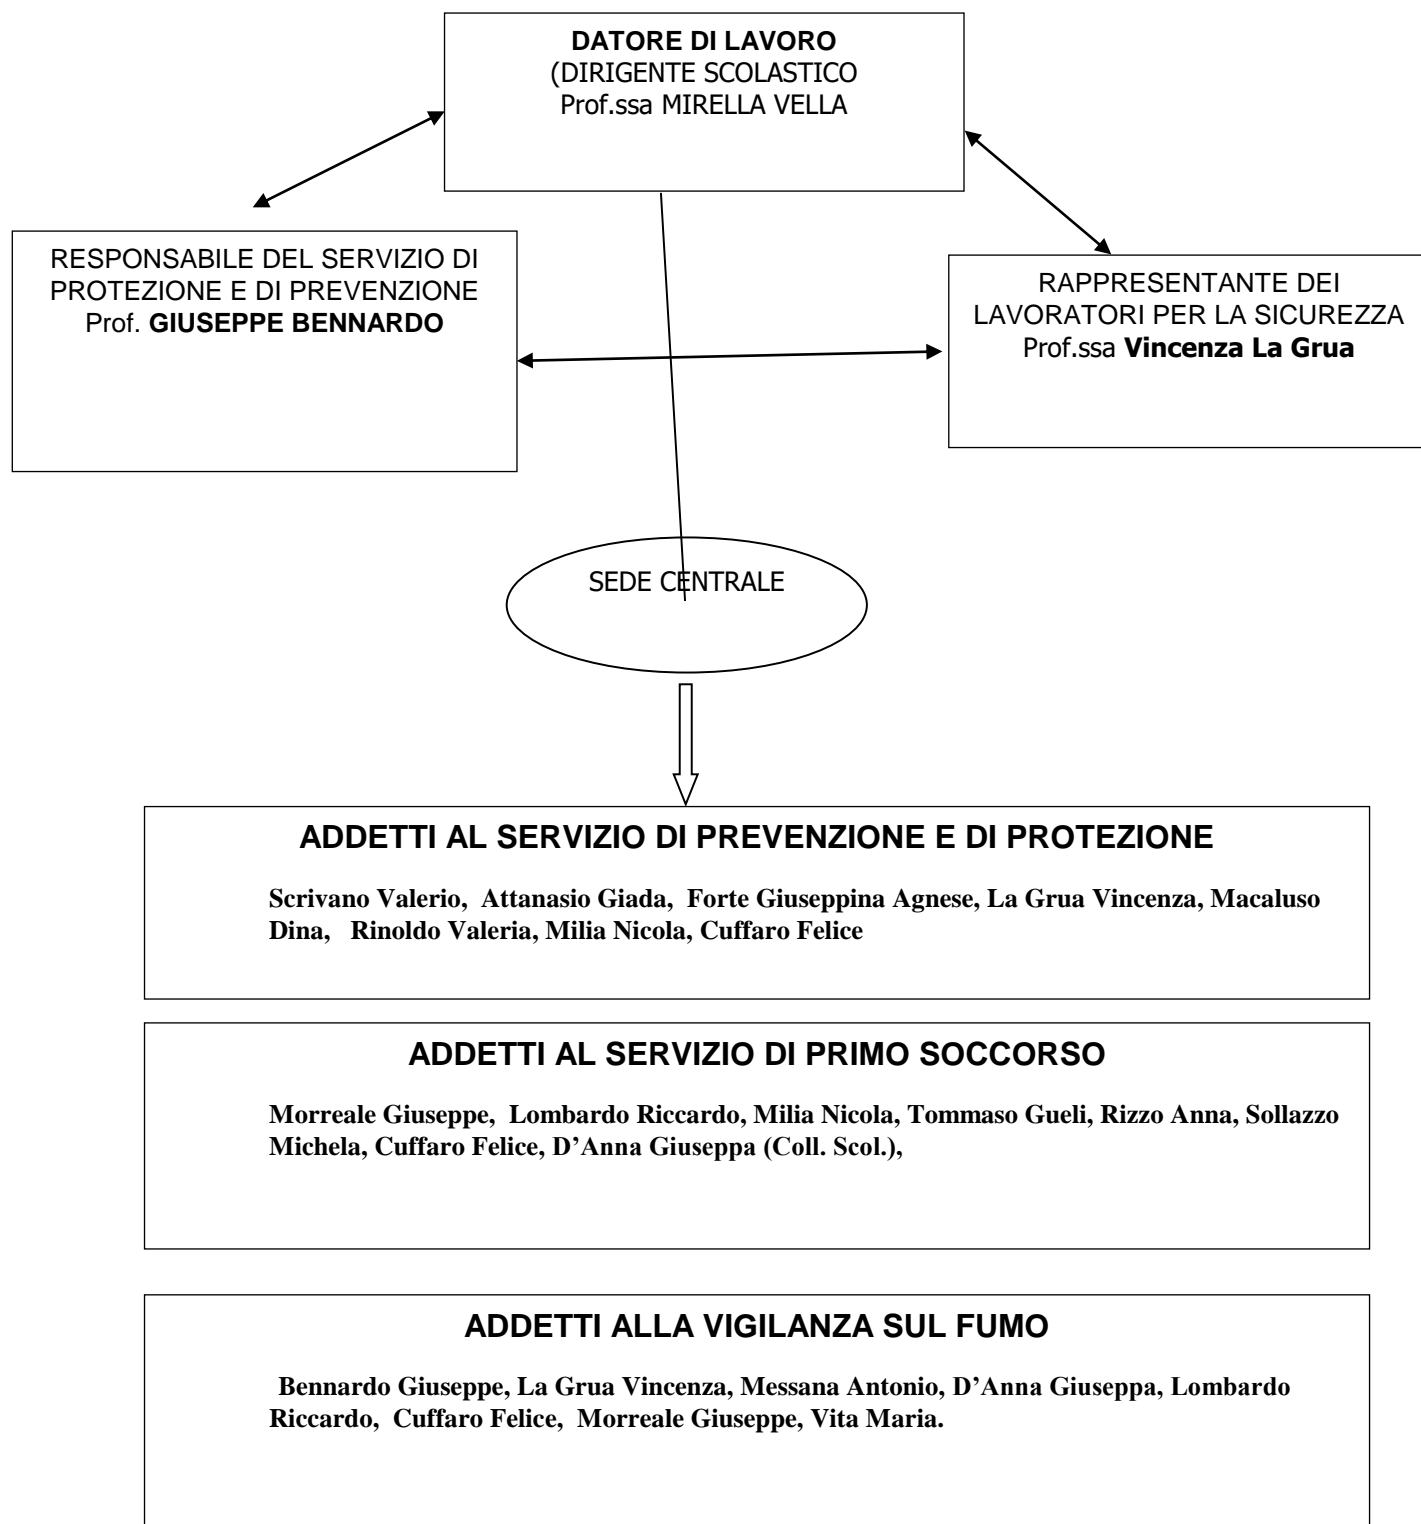 DATORE DI LAVORO
(DIRIGENTE SCOLASTICO
Prof.ssa MIRELLA VELLA
RESPONSABILE DEL SERVIZIO DI
PROTEZIONE E DI PREVENZIONE
Prof. GIUSEPPE BENNARDO
RAPPRESENTANTE DEI
LAVORATORI PER LA SICUREZZA
Prof.ssa Vincenza La Grua
SEDE CENTRALE
ADDETTI AL SERVIZIO DI PREVENZIONE E DI PROTEZIONE
Scrivano Valerio, Attanasio Giada, Forte Giuseppina Agnese, La Grua Vincenza, Macaluso
Dina, Rinoldo Valeria, Milia Nicola, Cuffaro Felice
ADDETTI AL SERVIZIO DI PRIMO SOCCORSO
Morreale Giuseppe, Lombardo Riccardo, Milia Nicola, Tommaso Gueli, Rizzo Anna, Sollazzo
Michela, Cuffaro Felice, D’Anna Giuseppa (Coll. Scol.),
ADDETTI ALLA VIGILANZA SUL FUMO
Bennardo Giuseppe, La Grua Vincenza, Messana Antonio, D’Anna Giuseppa, Lombardo
Riccardo, Cuffaro Felice, Morreale Giuseppe, Vita Maria.